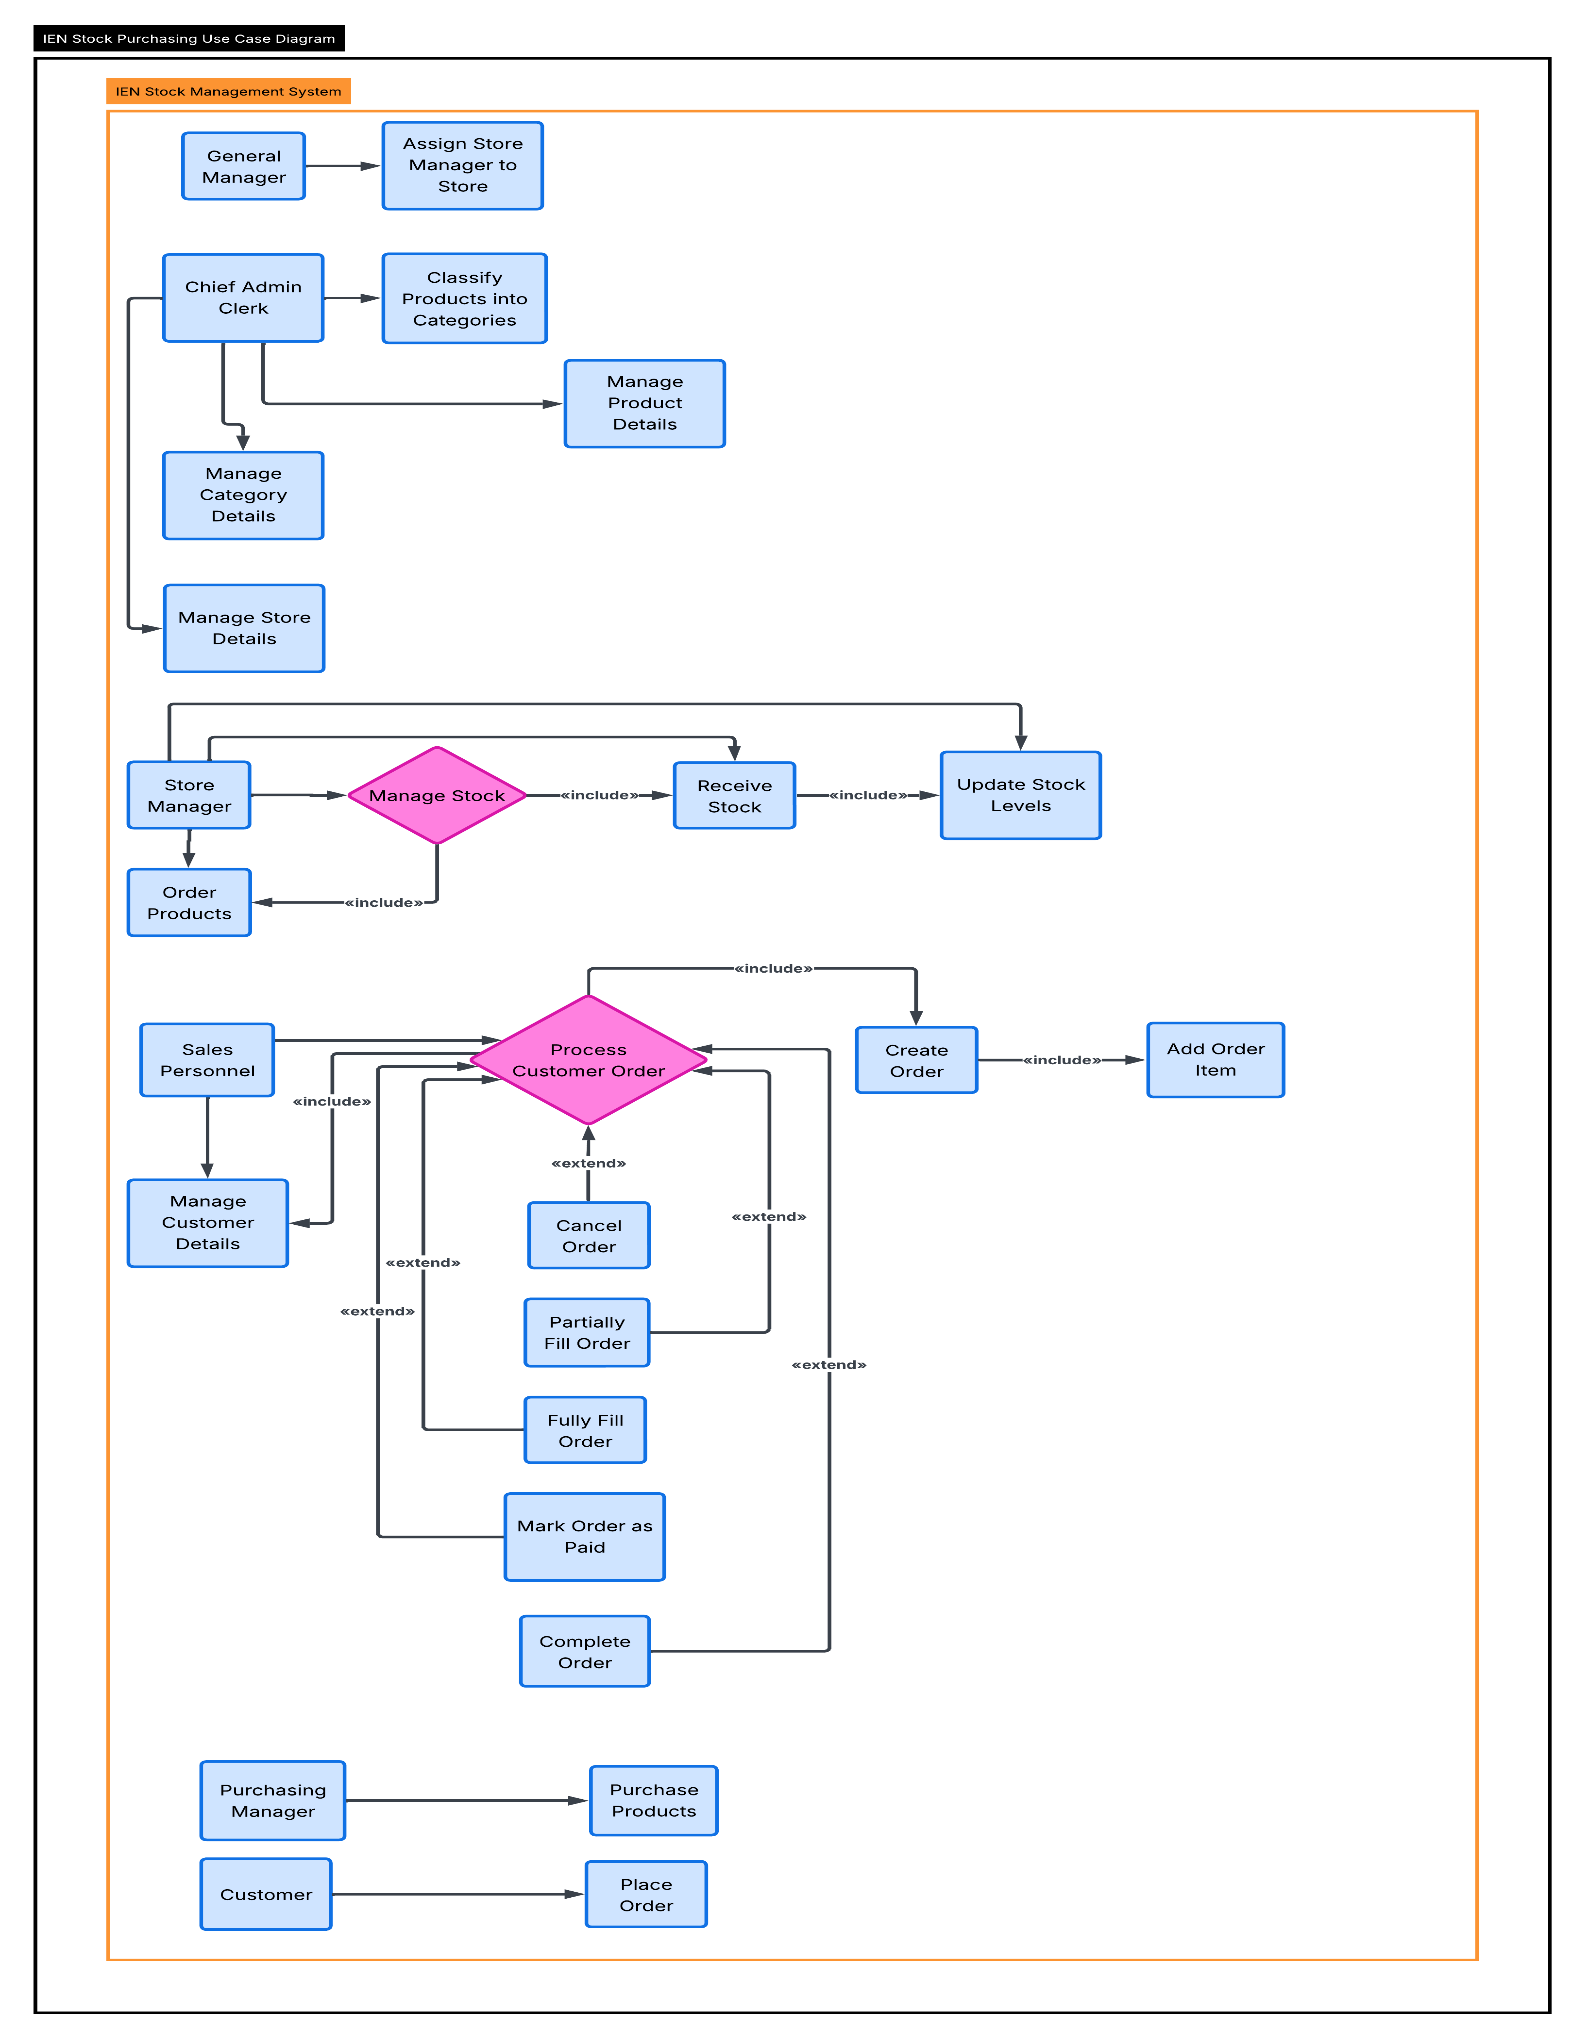 IEN Stock Purchasing Use Case Diagram
IEN Stock Management System
General
Manager
Assign Store
Manager to
Store
Chief Admin
Clerk
Classify
Products into
Categories
Manage
Product
Details
Manage
Category
Details
Manage Store
Details
Store
Manager
Manage Stock
«include»
Receive
Stock
«include»
Update Stock
Levels
Order
Products
«include»
«include»
Sales
Personnel
Process
Customer Order
Create
Order
«include»
Add Order
Item
«include»
«extend»
Manage
Customer
Details
Cancel
Order
«extend»
«extend»
«extend»
Partially
Fill Order
«extend»
Fully Fill
Order
Mark Order as
Paid
Complete
Order
Purchasing
Manager
Purchase
Products
Customer
Place
Order